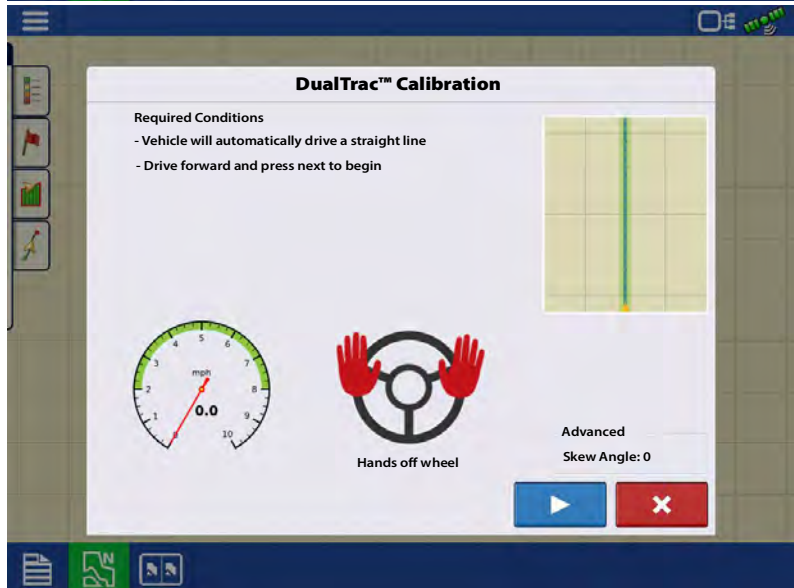 DualTrac™ Calibration
Required Conditions
- Vehicle will automatically drive a straight line
- Drive forward and press next to begin
5
4
6
3
7
mph
2
8
0.0
1
9
0
10
Hands off wheel
Advanced
Skew Angle: 0
N